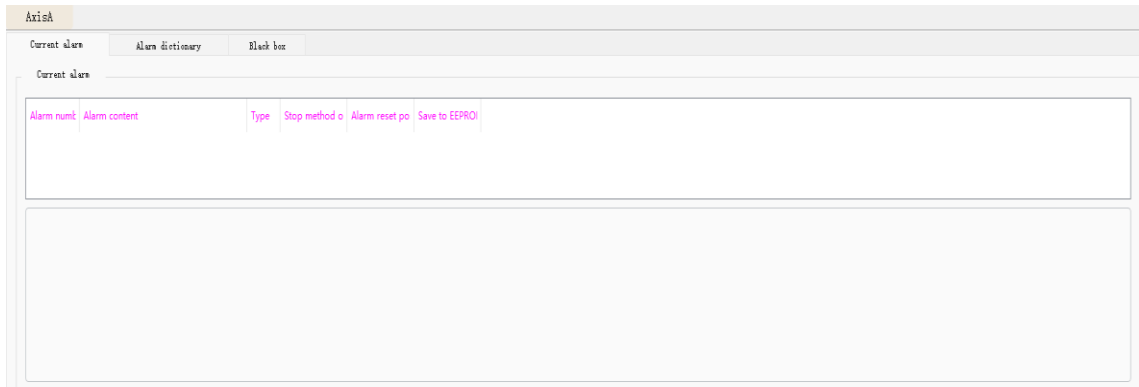 AxisA
Current alarm Alarm dictionary Black box
Current alarm
Alarm numb Alarm content Type Stop method o Alarm reset po Save to EEPROI